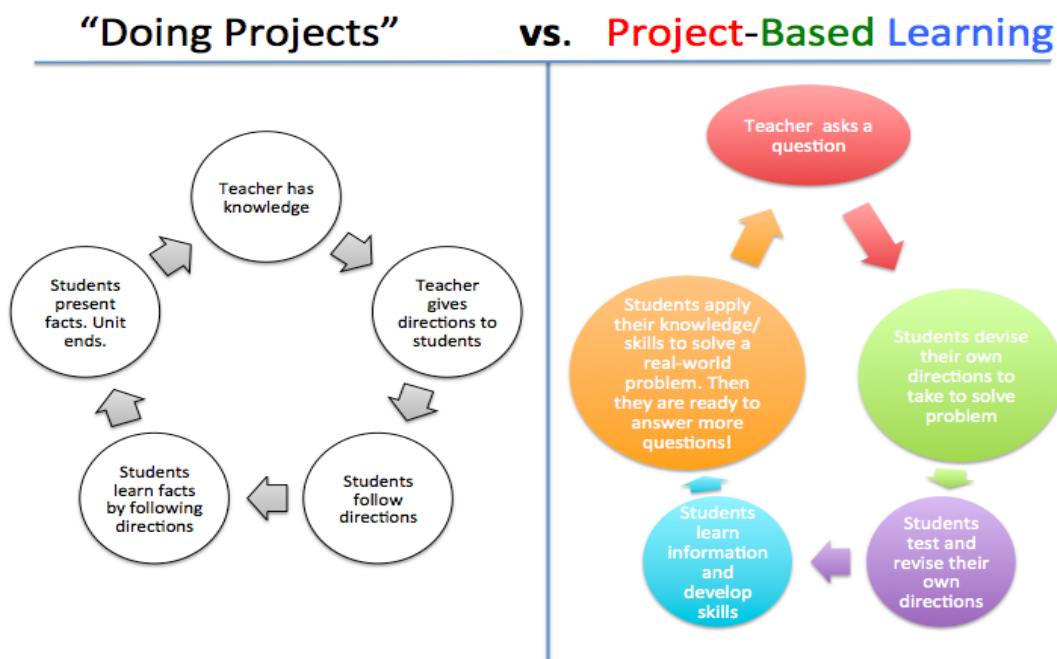 “Doing Projects” vs. Project-Based Learning
Teacher has
knowledge
Teacher
gives
directions to
students
Students
follow
directions
Students
learn facts
by following
directions
Students
present
facts. Unit
ends.
Teacher asks a
question
Students devise
their own
directions to
take to solve
problem
Students
test and
revise their
own
directions
Students
learn
information
and
develop
skills
Students apply
their knowledge/
skills to solve a
real-world
problem. Then
they are ready to
answer more
questions!